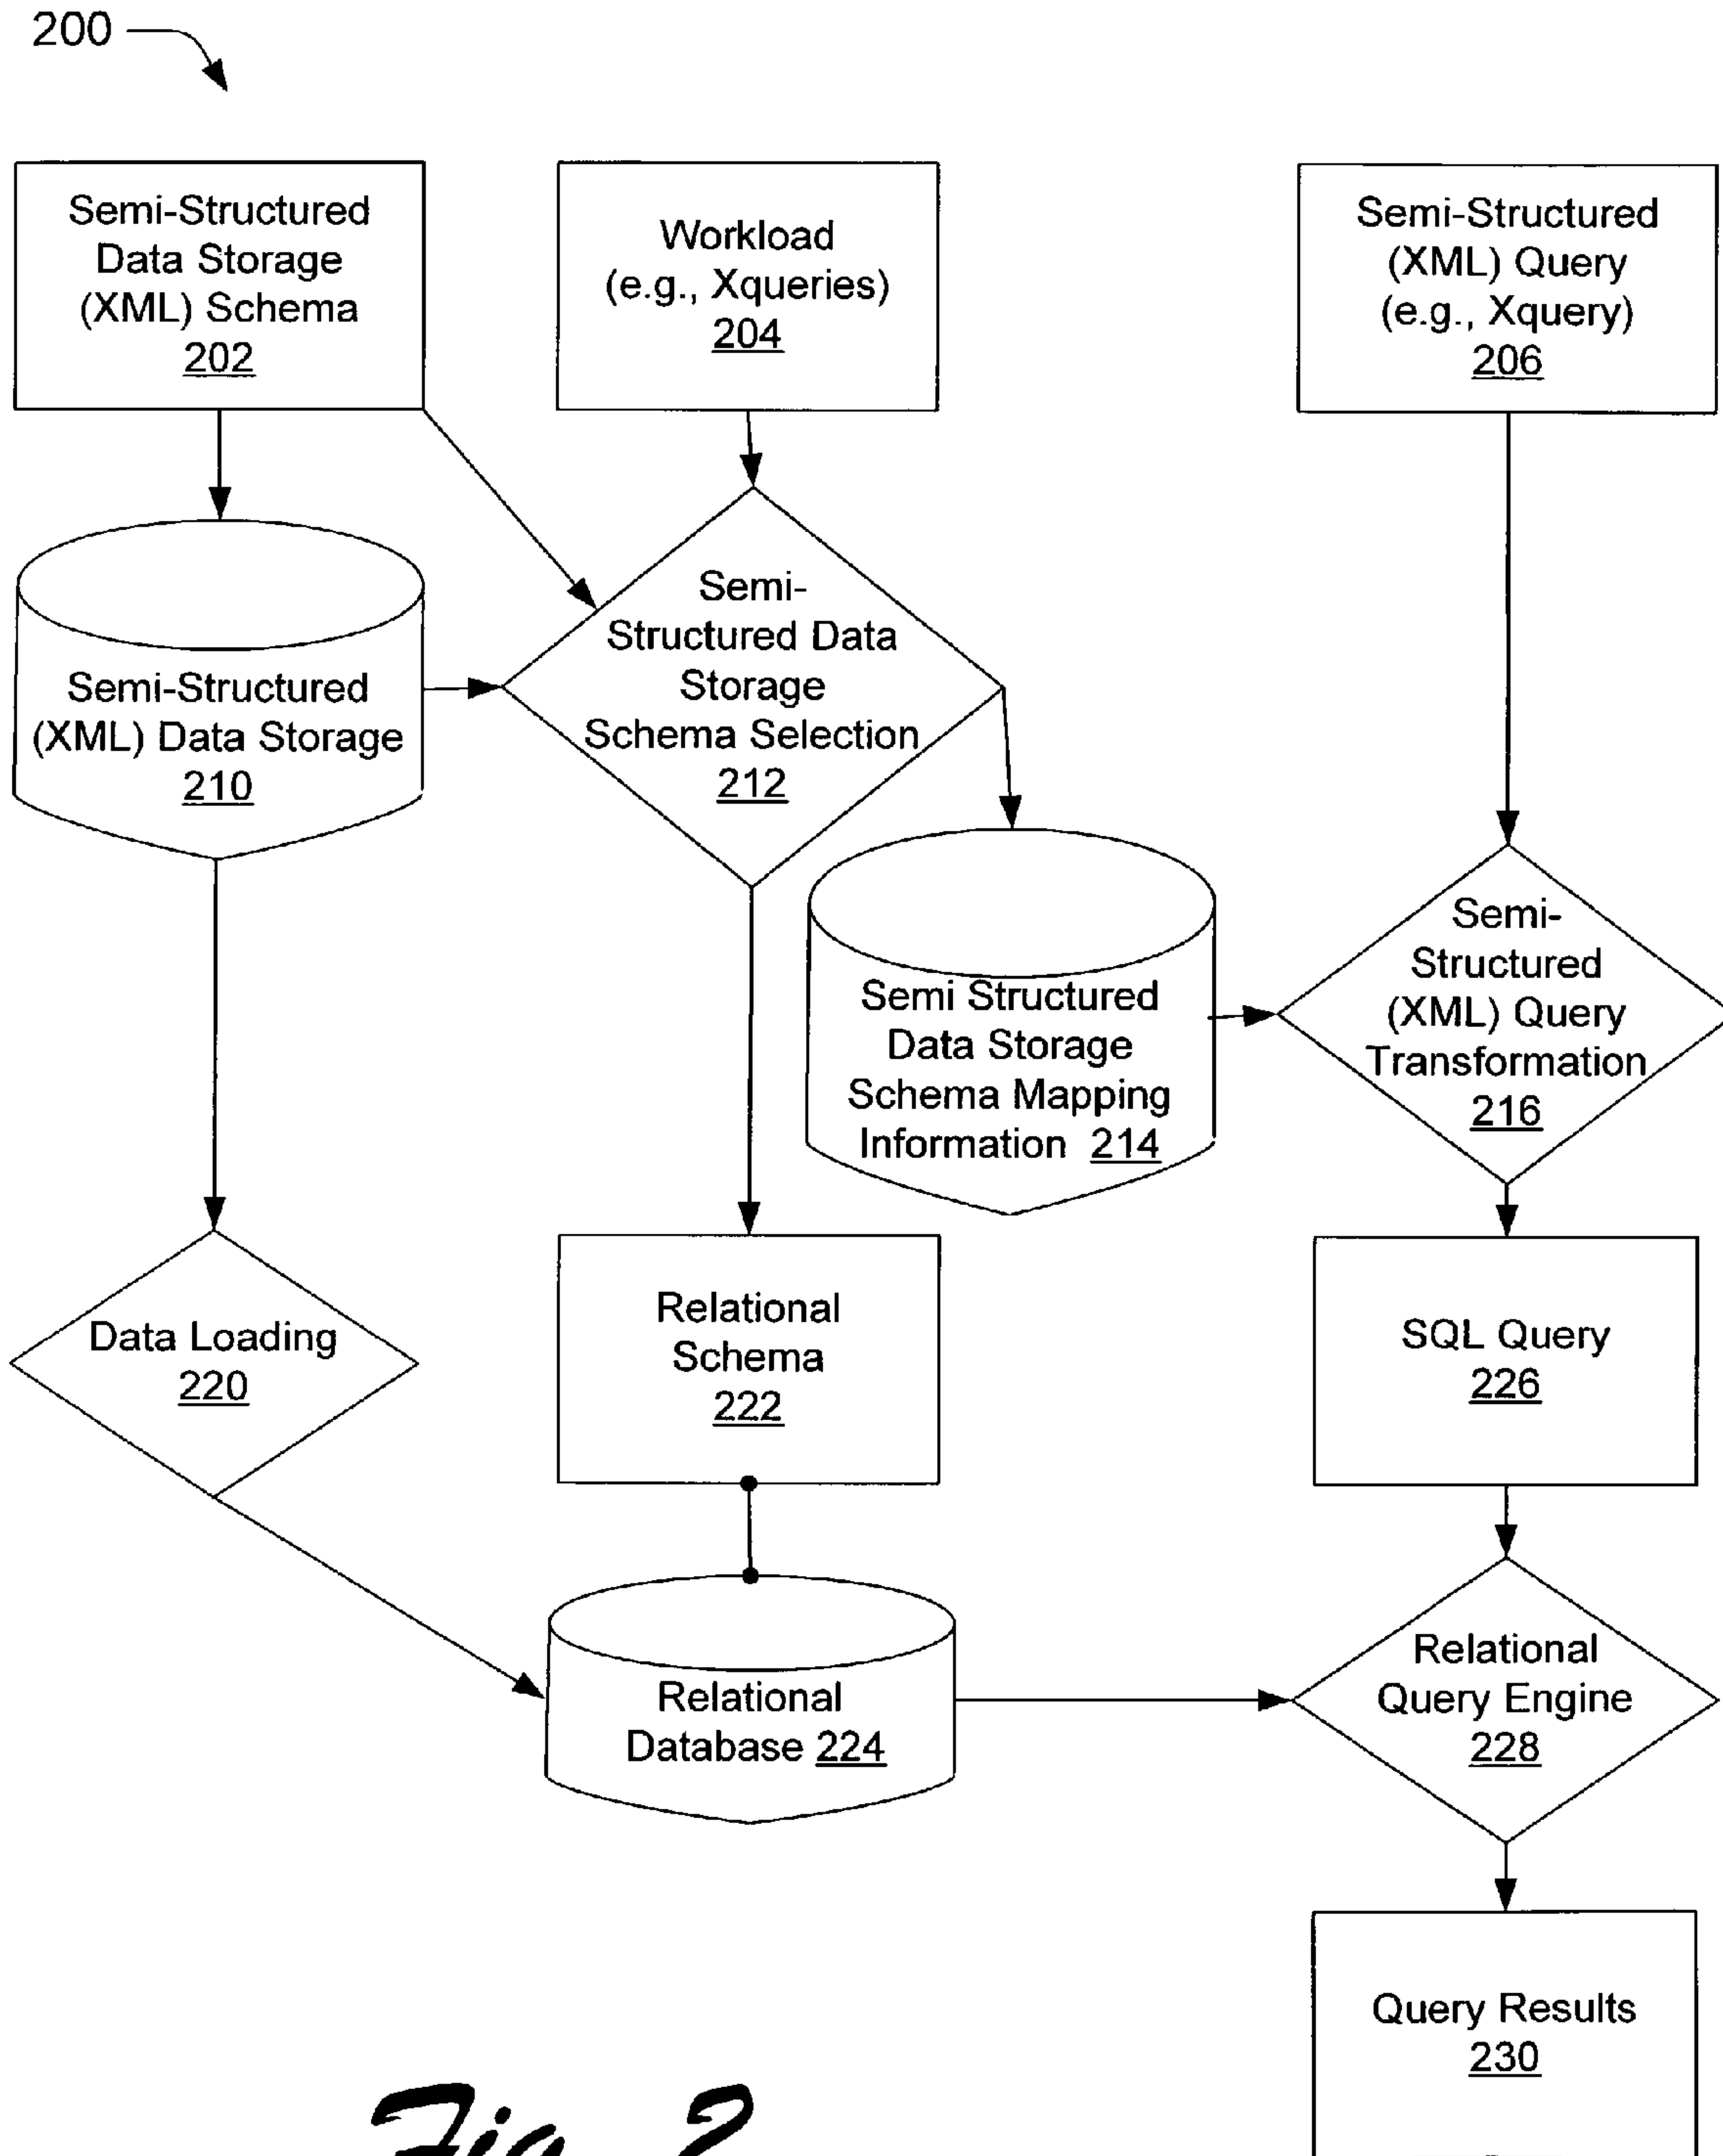 200
Semi-Structured
Data Storage
(XML) Schema
202
Workload
(e.g., Xqueries)
204
Semi-Structured
(XML) Query
(e.g., Xquery)
206
Semi-Structured
(XML) Data Storage
210
Semi-
Structured Data
Storage
Schema Selection
212
Semi Structured
Data Storage
Schema Mapping
Information 214
Semi-
Structured
(XML) Query
Transformation
216
Data Loading
220
Relational
Schema
222
SQL Query
226
Relational
Database 224
Relational
Query Engine
228
Query Results
230
Fig. 2